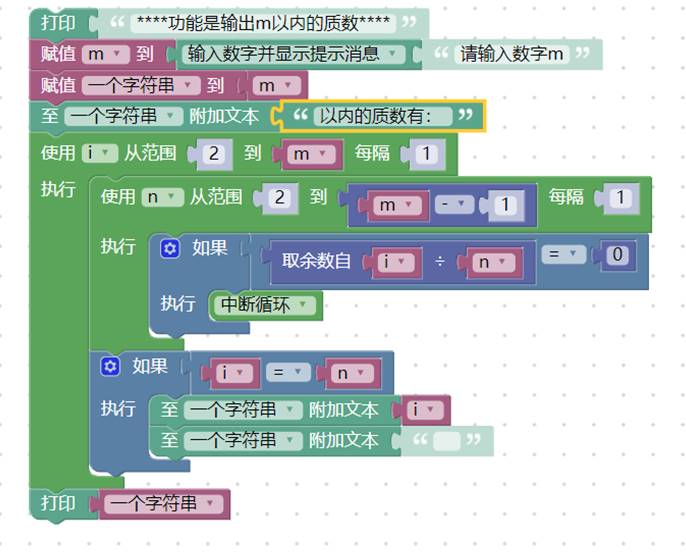 打印 “ ****功能是输出m以内的质数**** ”
赋值 m 到 输入数字并显示提示消息 “ 请输入数字m ”
赋值 一个字符串 到 m
至 一个字符串 附加文本 “ 以内的质数有： ”
使用 i 从范围 2 到 m 每隔 1
执行 使用 n 从范围 2 到 m - 1 每隔 1
执行 如果 取余数自 i ÷ n = 0
执行 中断循环
如果 i = n
执行 至 一个字符串 附加文本 i
至 一个字符串 附加文本 “ ”
打印 一个字符串